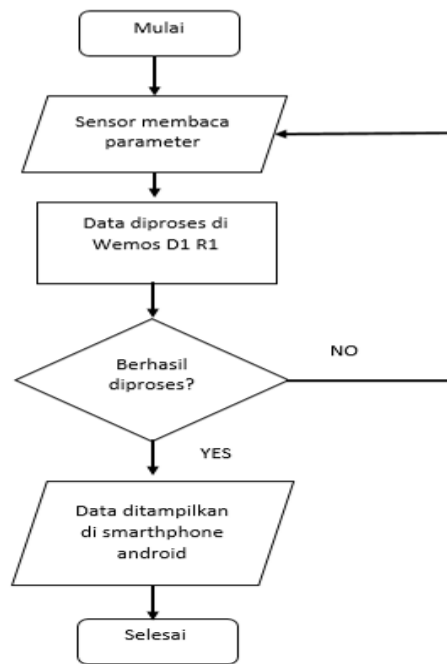 Mulai
Sensor membaca
parameter
Data diproses di
Wemos D1 R1
Berhasil
diproses?
NO
YES
Data ditampilkan
di smarthphone
android
Selesai